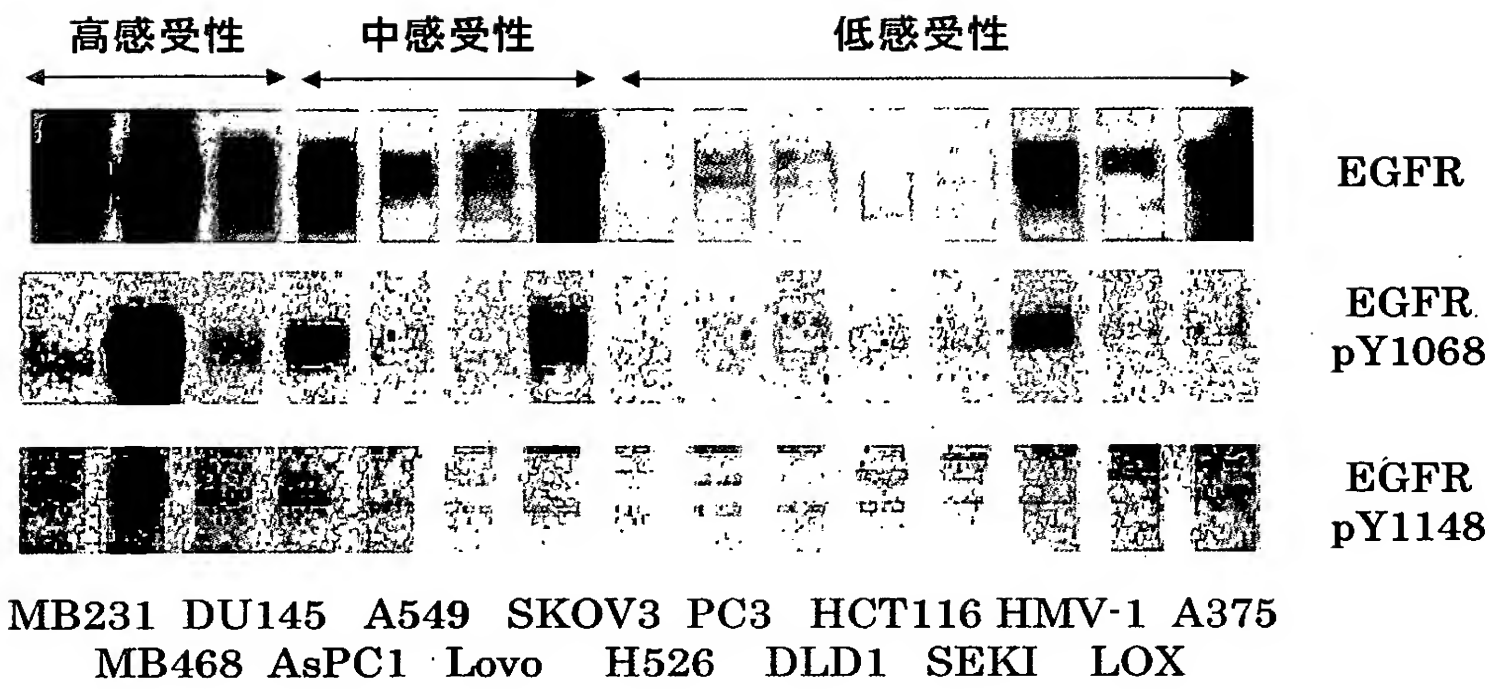 高感受性 中感受性 低感受性
EGFR
EGFR
pY1068
EGFR
pY1148
MB231 DU145 A549 SKOV3 PC3 HCT116 HMV-1 A375
MB468 AsPC1 Lovo H526 DLD1 SEKI LOX